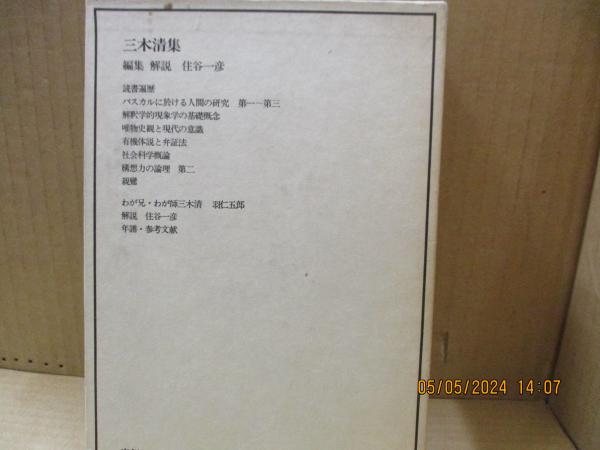 三木清集
編集 解説 住谷一彦
読書遍歴
パスカルに於ける人間の研究 第一〜第三
解釈学的現象学の基礎概念
唯物史観と現代の意識
有機体説と弁証法
社会科学概論
構想力の論理 第二
親鸞
わが兄・わが師三木清 羽仁五郎
解説 住谷一彦
年譜・参考文献
05/05/2024 14:07